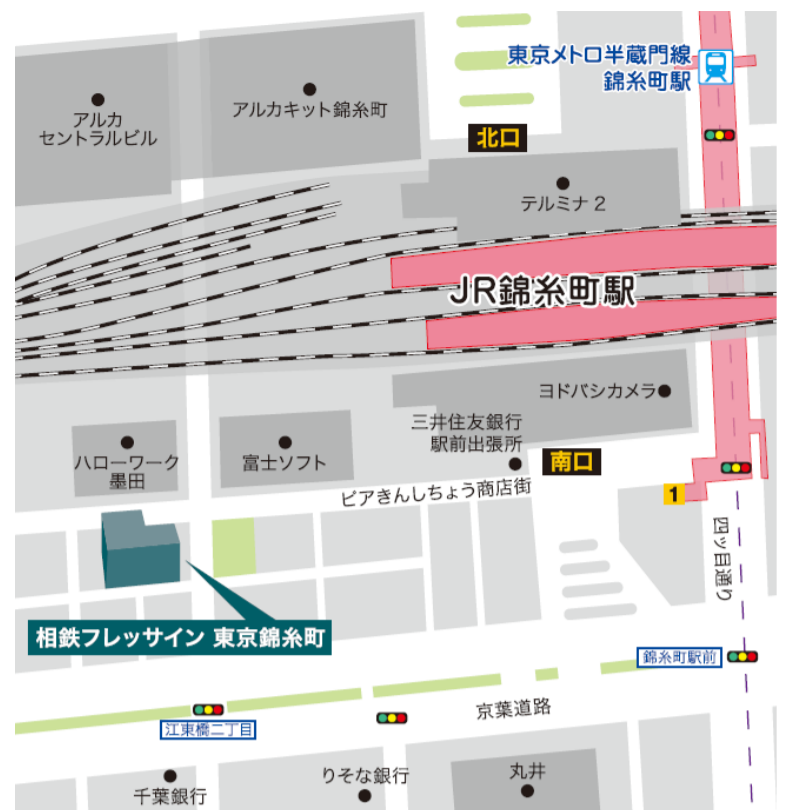 東京メトロ半蔵門線
錦糸町駅
アルカ
セントラルビル
アルカキット錦糸町
北口
テルミナ 2
JR錦糸町駅
ヨドバシカメラ
三井住友銀行
駅前出張所
南口
ハローワーク
墨田
富士ソフト
ピアきんしちょう商店街
1
四ッ目通り
相鉄フレッサイン 東京錦糸町
錦糸町駅前
京葉道路
江東橋二丁目
千葉銀行
りそな銀行
丸井